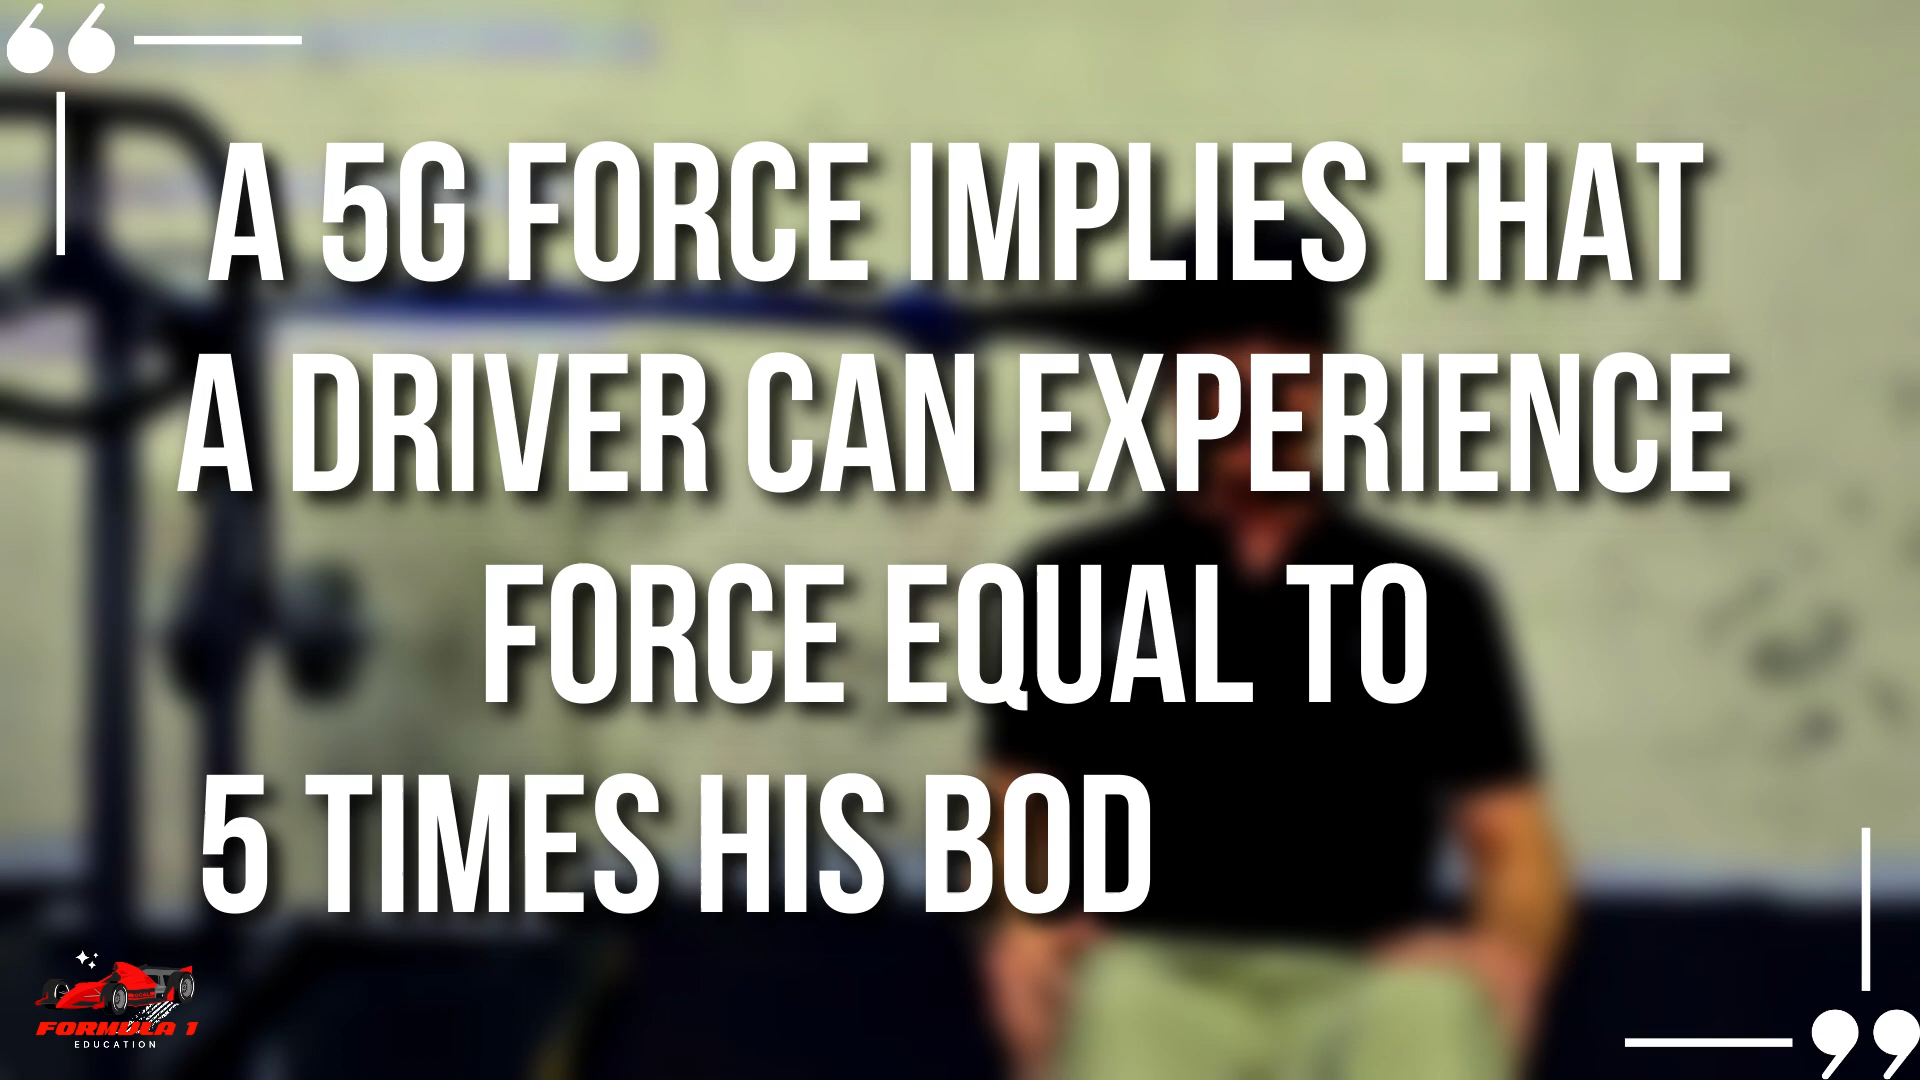 A 5G FORCE IMPLIES THAT
A DRIVER CAN EXPERIENCE
FORCE EQUAL TO
5 TIMES HIS BOD
FORMULA 1
EDUCATION